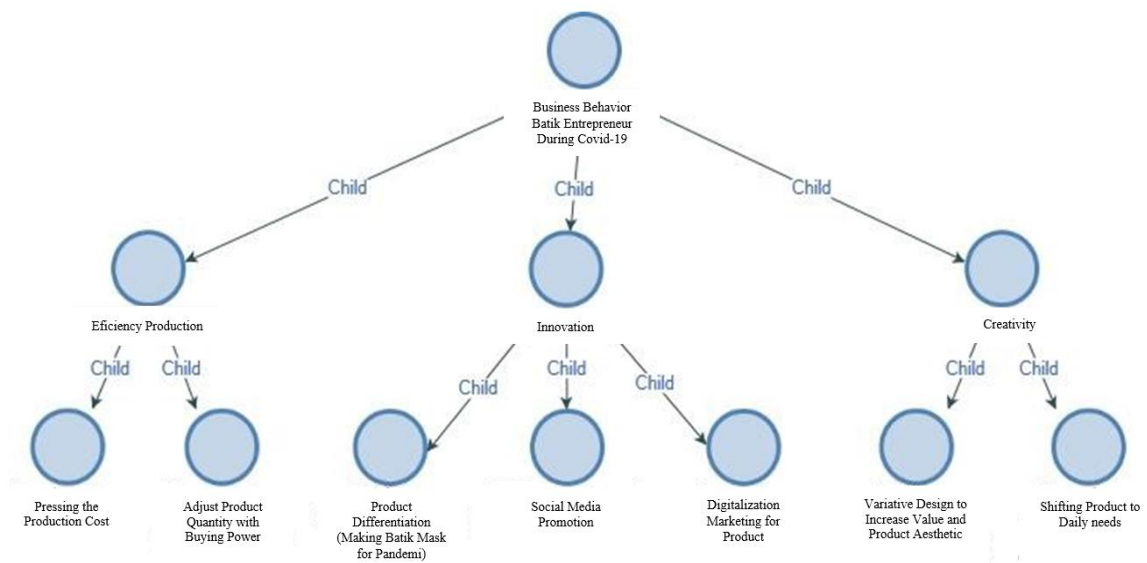 Business Behavior
Batik Entrepreneur
During Covid-19
Child
Child
Child
Eficiency Production
Innovation
Creativity
Child
Child
Child
Child
Child
Child
Child
Pressing the
Production Cost
Adjust Product
Quantity with
Buying Power
Product
Differentiation
(Making Batik Mask
for Pandemi)
Social Media
Promotion
Digitalization
Marketing for
Product
Variative Design to
Increase Value and
Product Aesthetic
Shifting Product to
Daily needs